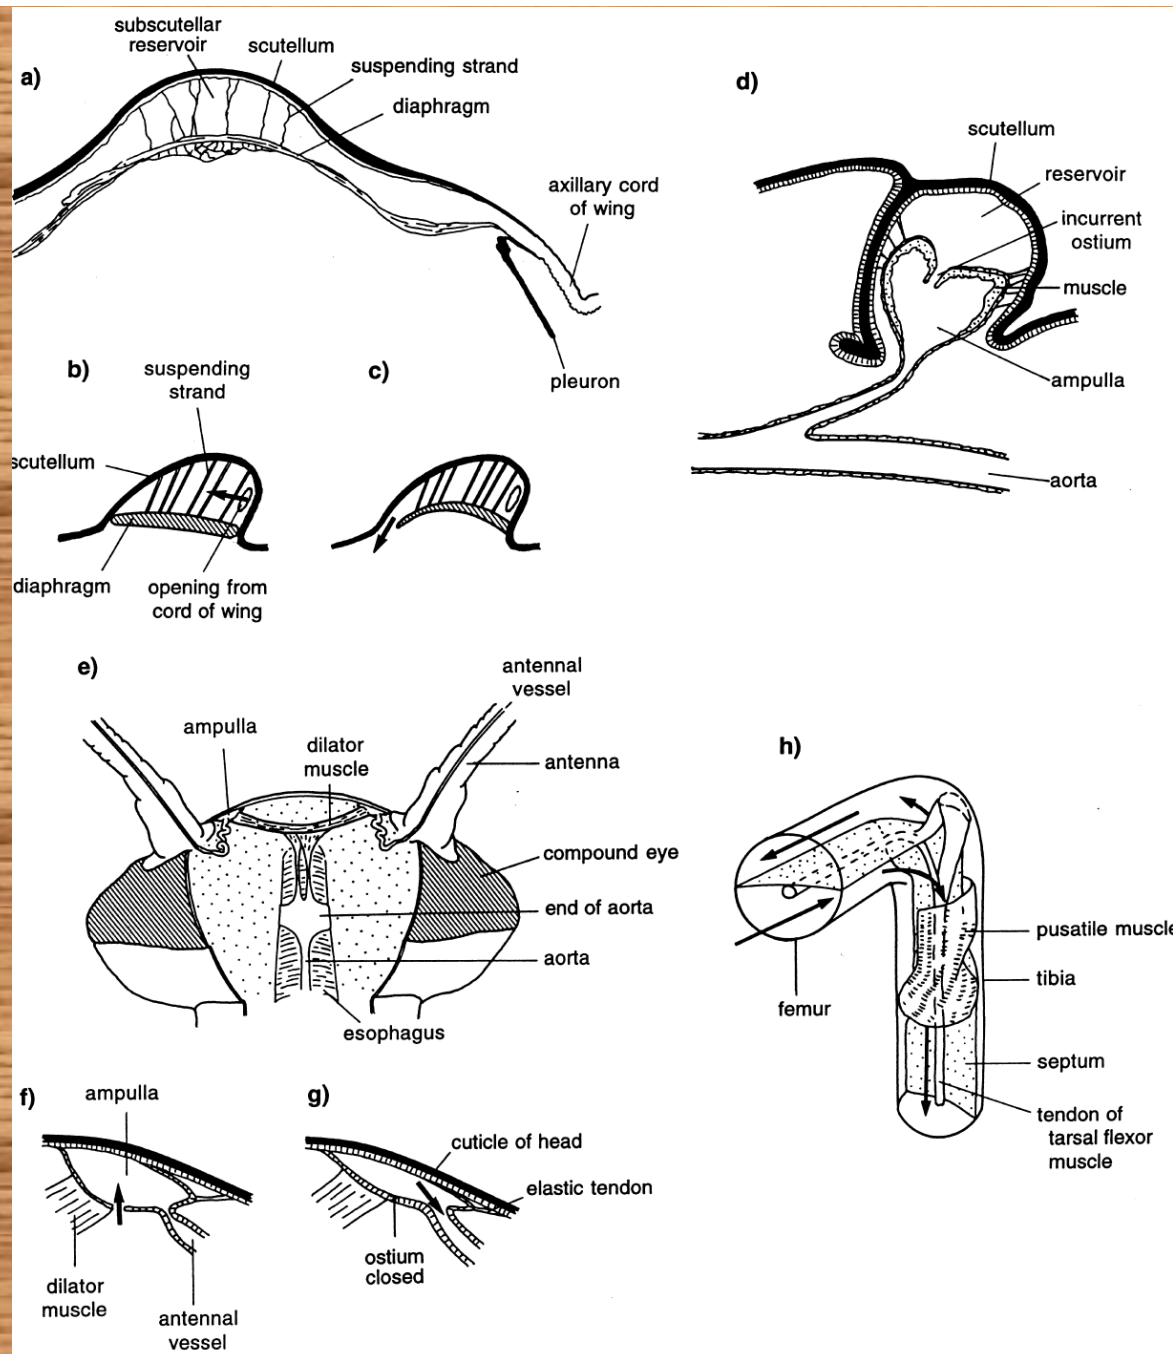 a)
subscutellar
reservoir
scutellum
suspending strand
diaphragm
axillary cord
of wing
pleuron
b)
suspending
strand
scutellum
diaphragm
opening from
cord of wing
c)
d)
scutellum
reservoir
incurrent
ostium
muscle
ampulla
aorta
e)
antennal
vessel
ampulla
dilator
muscle
antenna
compound eye
end of aorta
aorta
esophagus
f)
ampulla
dilator
muscle
antennal
vessel
g)
cuticle of head
elastic tendon
ostium
closed
h)
pusatile muscle
tibia
femur
septum
tendon of
tarsal flexor
muscle